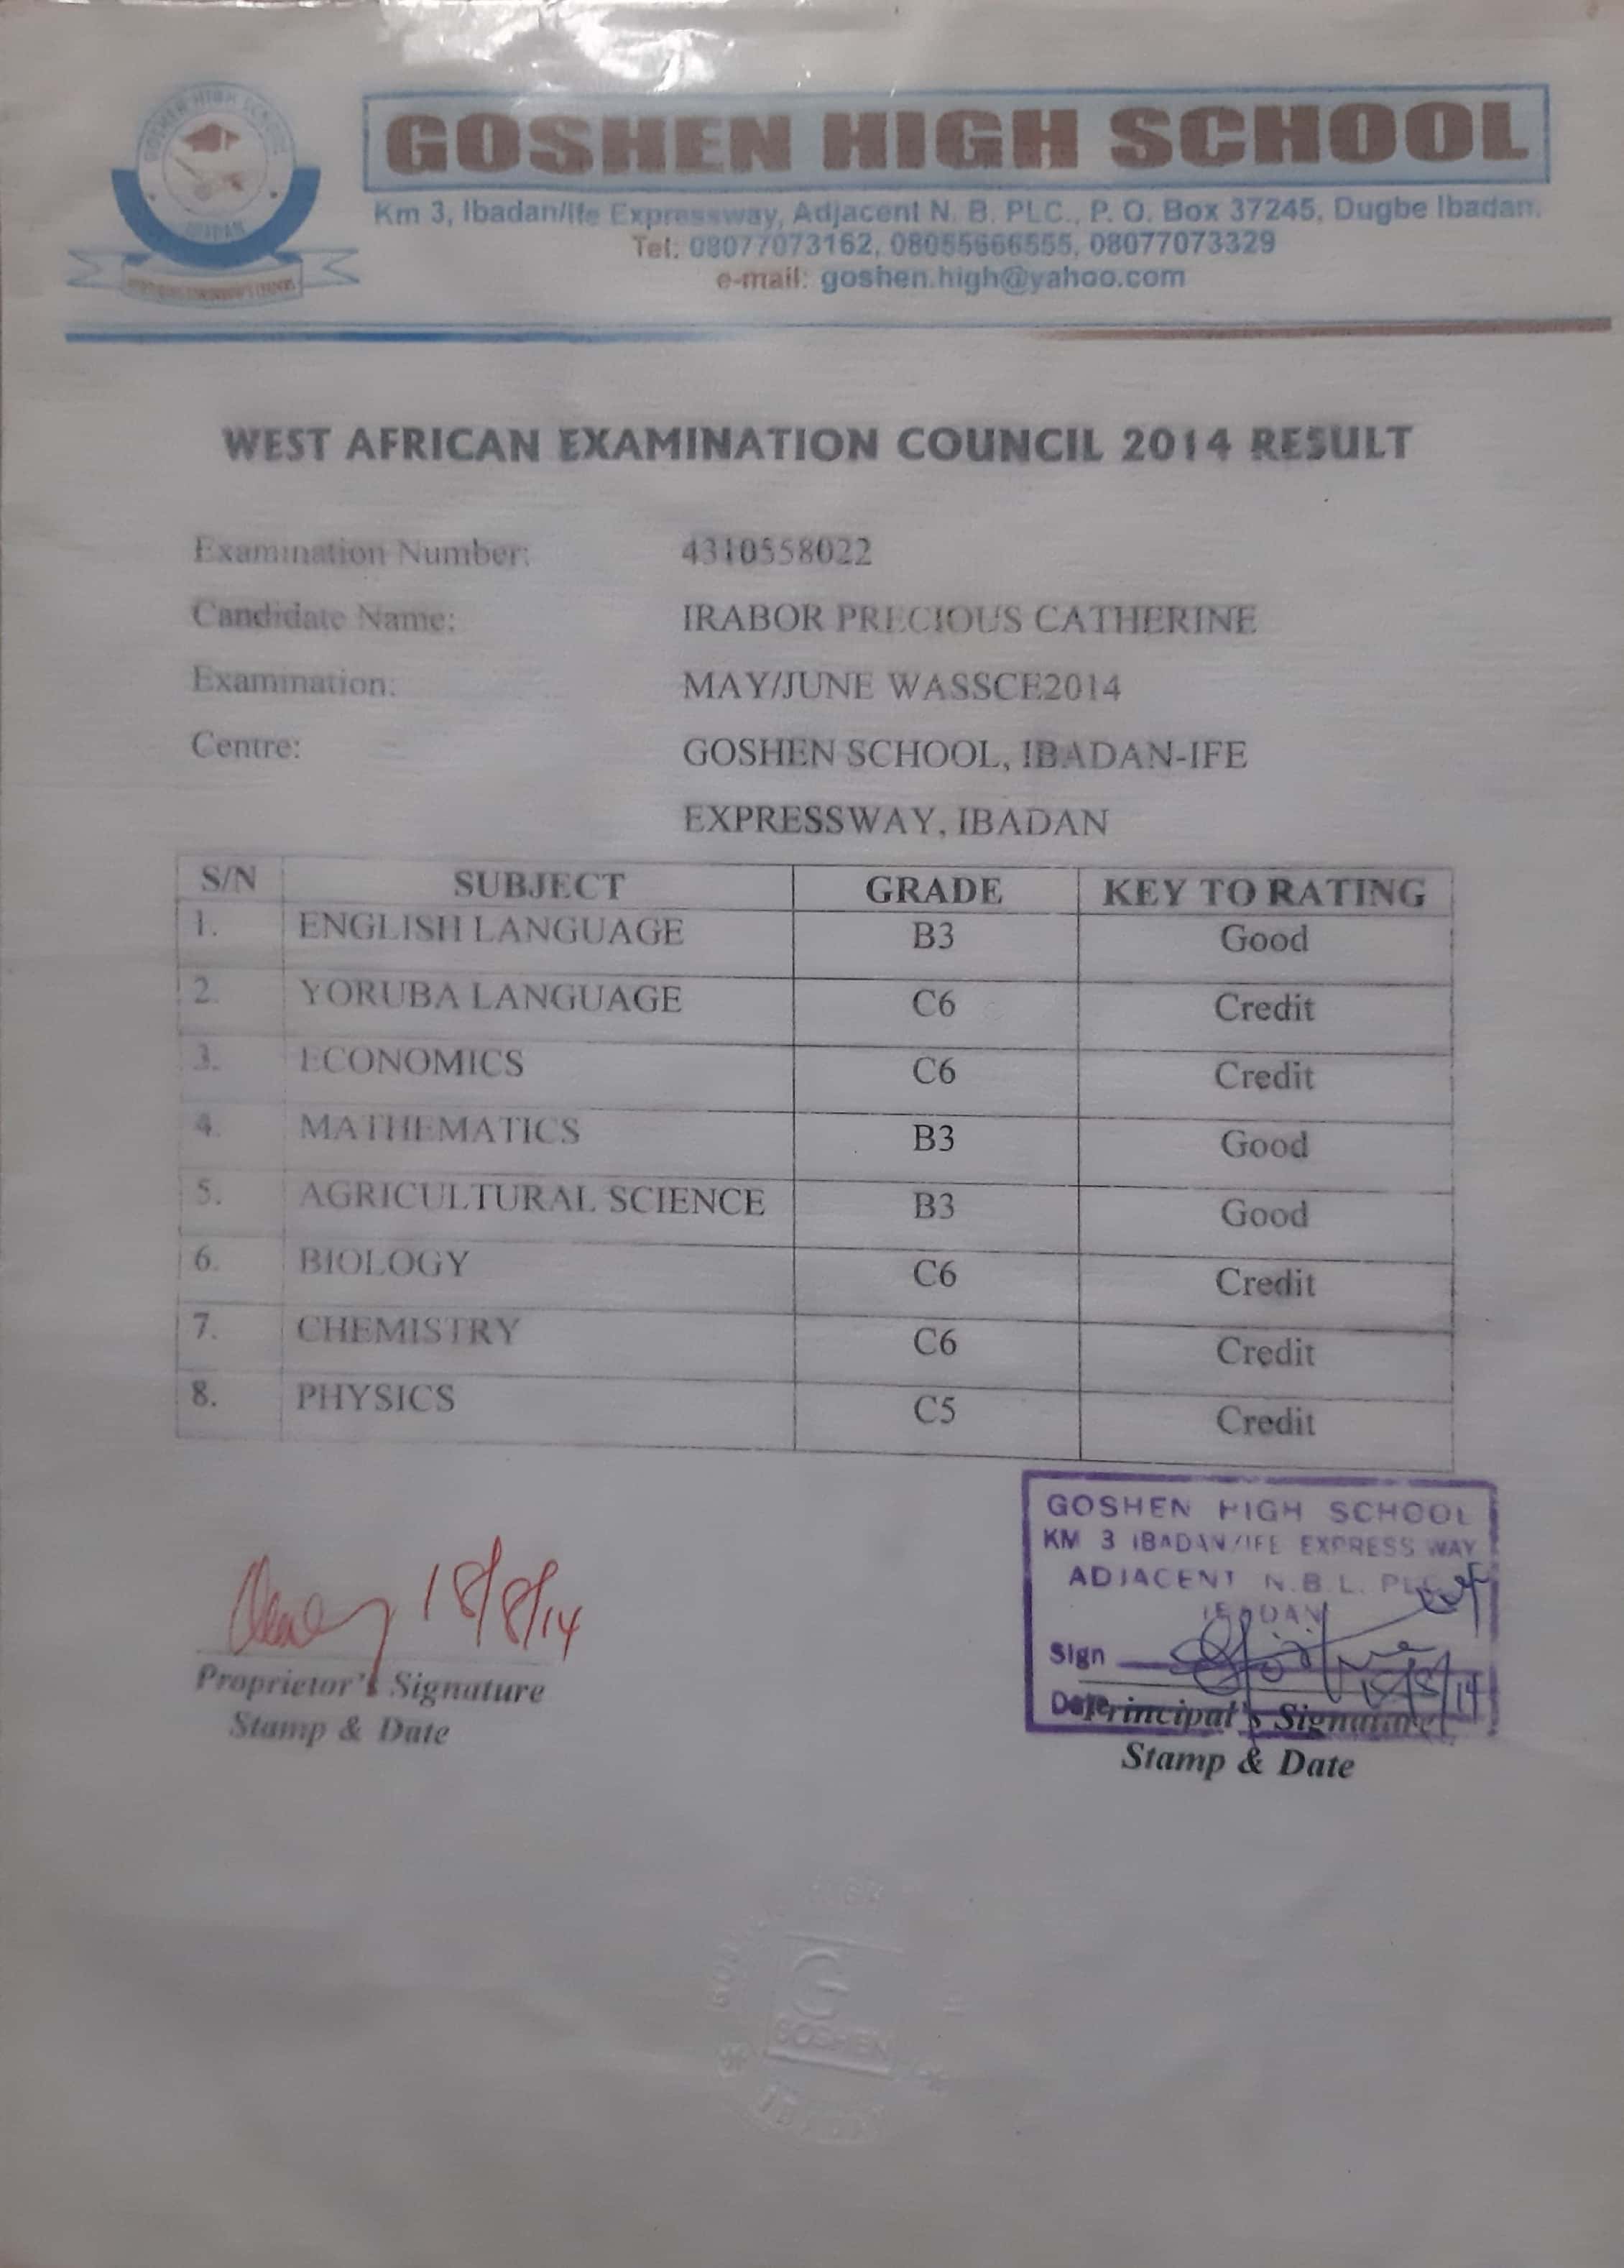 GOSHEN HIGH SCHOOL
IBADAN
GOSHEN HIGH SCHOOL
Km 3, Ibadan/Ife Expressway, Adjacent N. B. PLC., P. O. Box 37245, Dugbe Ibadan.
Tel: 08077073162, 08055666555, 08077073329
e-mail: goshen.high@yahoo.com
WEST AFRICAN EXAMINATION COUNCIL 2014 RESULT
Examination Number: 4310558022
Candidate Name: IRABOR PRECIOUS CATHERINE
Examination: MAY/JUNE WASSCE2014
Centre: GOSHEN SCHOOL, IBADAN-IFE
EXPRESSWAY, IBADAN
S/N SUBJECT GRADE KEY TO RATING
1. ENGLISH LANGUAGE B3 Good
2. YORUBA LANGUAGE C6 Credit
3. ECONOMICS C6 Credit
4. MATHEMATICS B3 Good
5. AGRICULTURAL SCIENCE B3 Good
6. BIOLOGY C6 Credit
7. CHEMISTRY C6 Credit
8. PHYSICS C5 Credit
18/8/14
Proprietor's Signature
Stamp & Date
GOSHEN HIGH SCHOOL
KM 3 IBADAN/IFE EXPRESS WAY
ADJACENT N.B.L. PLC
IBADAN
Sign
18/8/14
Date
Principal's Signature
Stamp & Date
GOSHEN